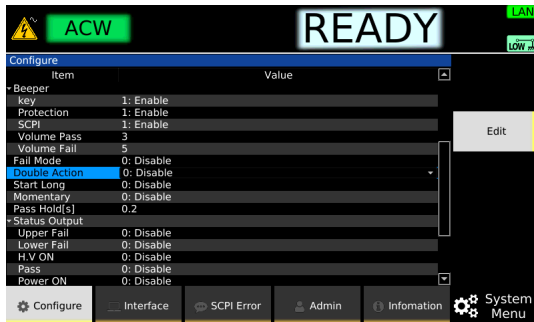 ACW
READY
LAN
LOW
Configure
Item Value
Beeper
key 1: Enable
Protection 1: Enable
SCPI 1: Enable
Volume Pass 3
Volume Fail 5
Fail Mode 0: Disable
Double Action 0: Disable
Start Long 0: Disable
Momentary 0: Disable
Pass Hold[s] 0.2
Status Output
Upper Fail 0: Disable
Lower Fail 0: Disable
H.V ON 0: Disable
Pass 0: Disable
Power ON 0: Disable
Edit
Configure Interface SCPI Error Admin Infomation
System
Menu